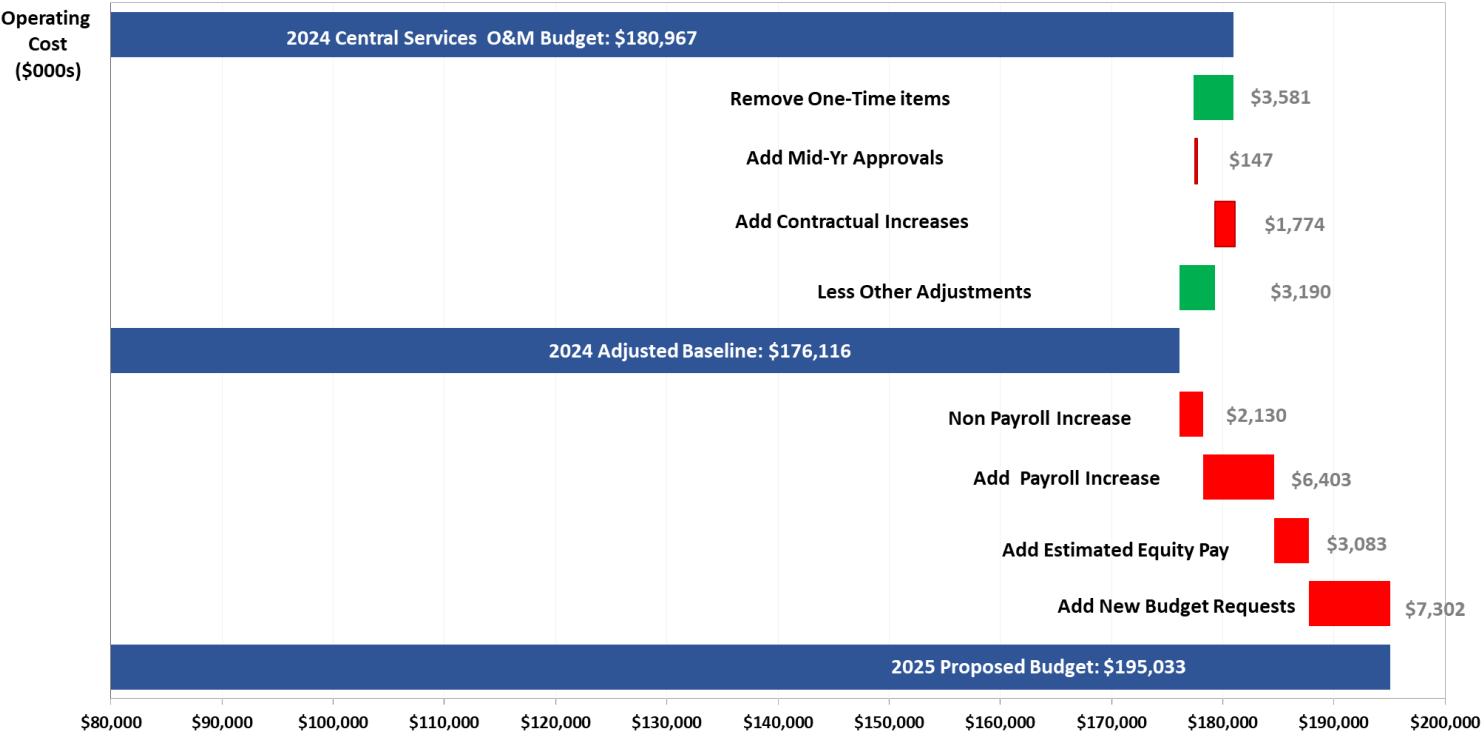 Operating
Cost
($000s)
2024 Central Services O&M Budget: $180,967
Remove One-Time items $3,581
Add Mid-Yr Approvals $147
Add Contractual Increases $1,774
Less Other Adjustments $3,190
2024 Adjusted Baseline: $176,116
Non Payroll Increase $2,130
Add Payroll Increase $6,403
Add Estimated Equity Pay $3,083
Add New Budget Requests $7,302
2025 Proposed Budget: $195,033
$80,000 $90,000 $100,000 $110,000 $120,000 $130,000 $140,000 $150,000 $160,000 $170,000 $180,000 $190,000 $200,000